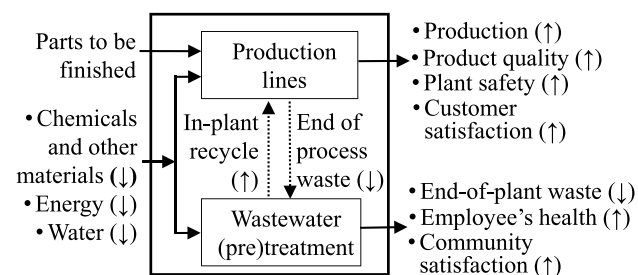 Parts to be
finished
• Chemicals
and other
materials (↓)
• Energy (↓)
• Water (↓)
Production
lines
In-plant
recycle
(↑)
End of
process
waste (↓)
Wastewater
(pre)treatment
• Production (↑)
• Product quality (↑)
• Plant safety (↑)
• Customer
satisfaction (↑)
• End-of-plant waste (↓)
• Employee's health (↑)
• Community
satisfaction (↑)